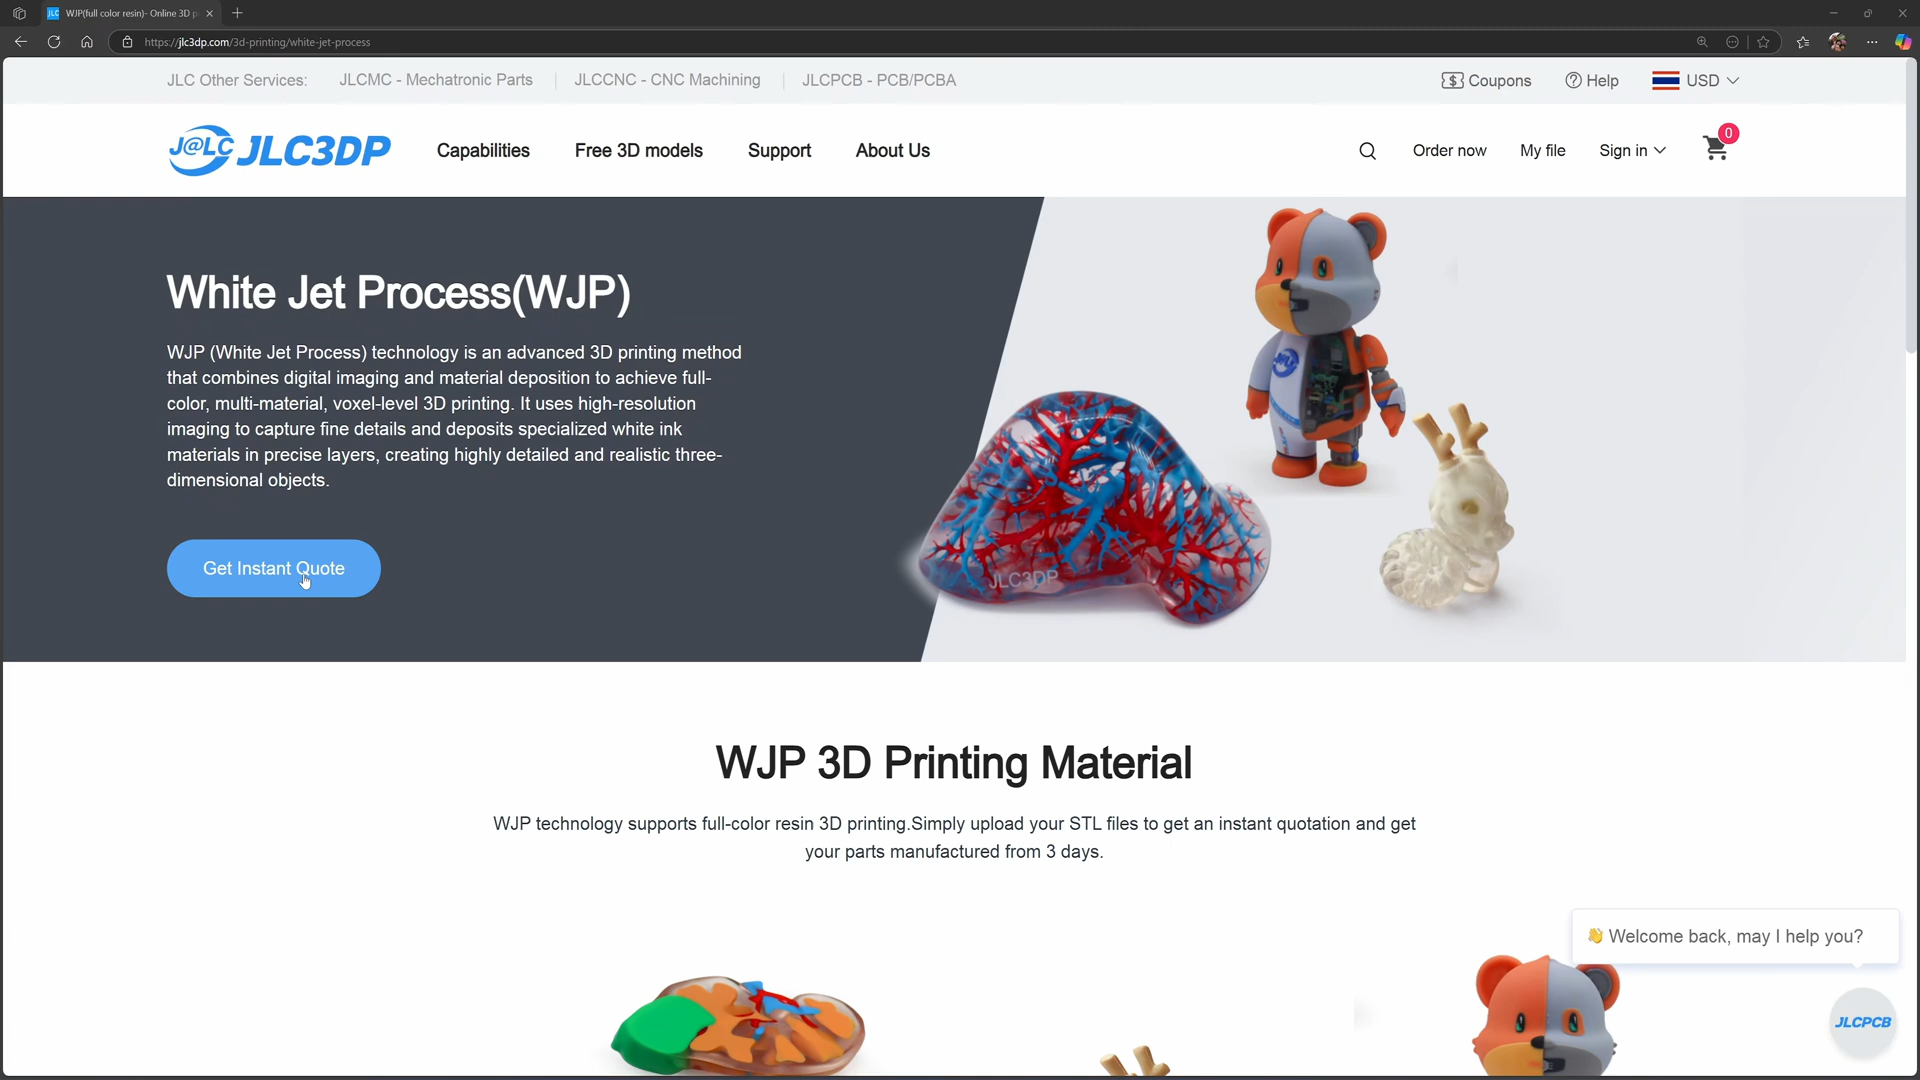 JLC WJP(full color resin)- Online 3D p
https://jlc3dp.com/3d-printing/white-jet-process
JLC Other Services: JLCMC - Mechatronic Parts JLCCNC - CNC Machining JLCPCB - PCB/PCBA Coupons Help USD
J@LC JLC3DP Capabilities Free 3D models Support About Us Order now My file Sign in 0
White Jet Process(WJP)
WJP (White Jet Process) technology is an advanced 3D printing method
that combines digital imaging and material deposition to achieve full-
color, multi-material, voxel-level 3D printing. It uses high-resolution
imaging to capture fine details and deposits specialized white ink
materials in precise layers, creating highly detailed and realistic three-
dimensional objects.
Get Instant Quote
JLC3DP
WJP 3D Printing Material
WJP technology supports full-color resin 3D printing.Simply upload your STL files to get an instant quotation and get
your parts manufactured from 3 days.
👋 Welcome back, may I help you?
JLCPCB